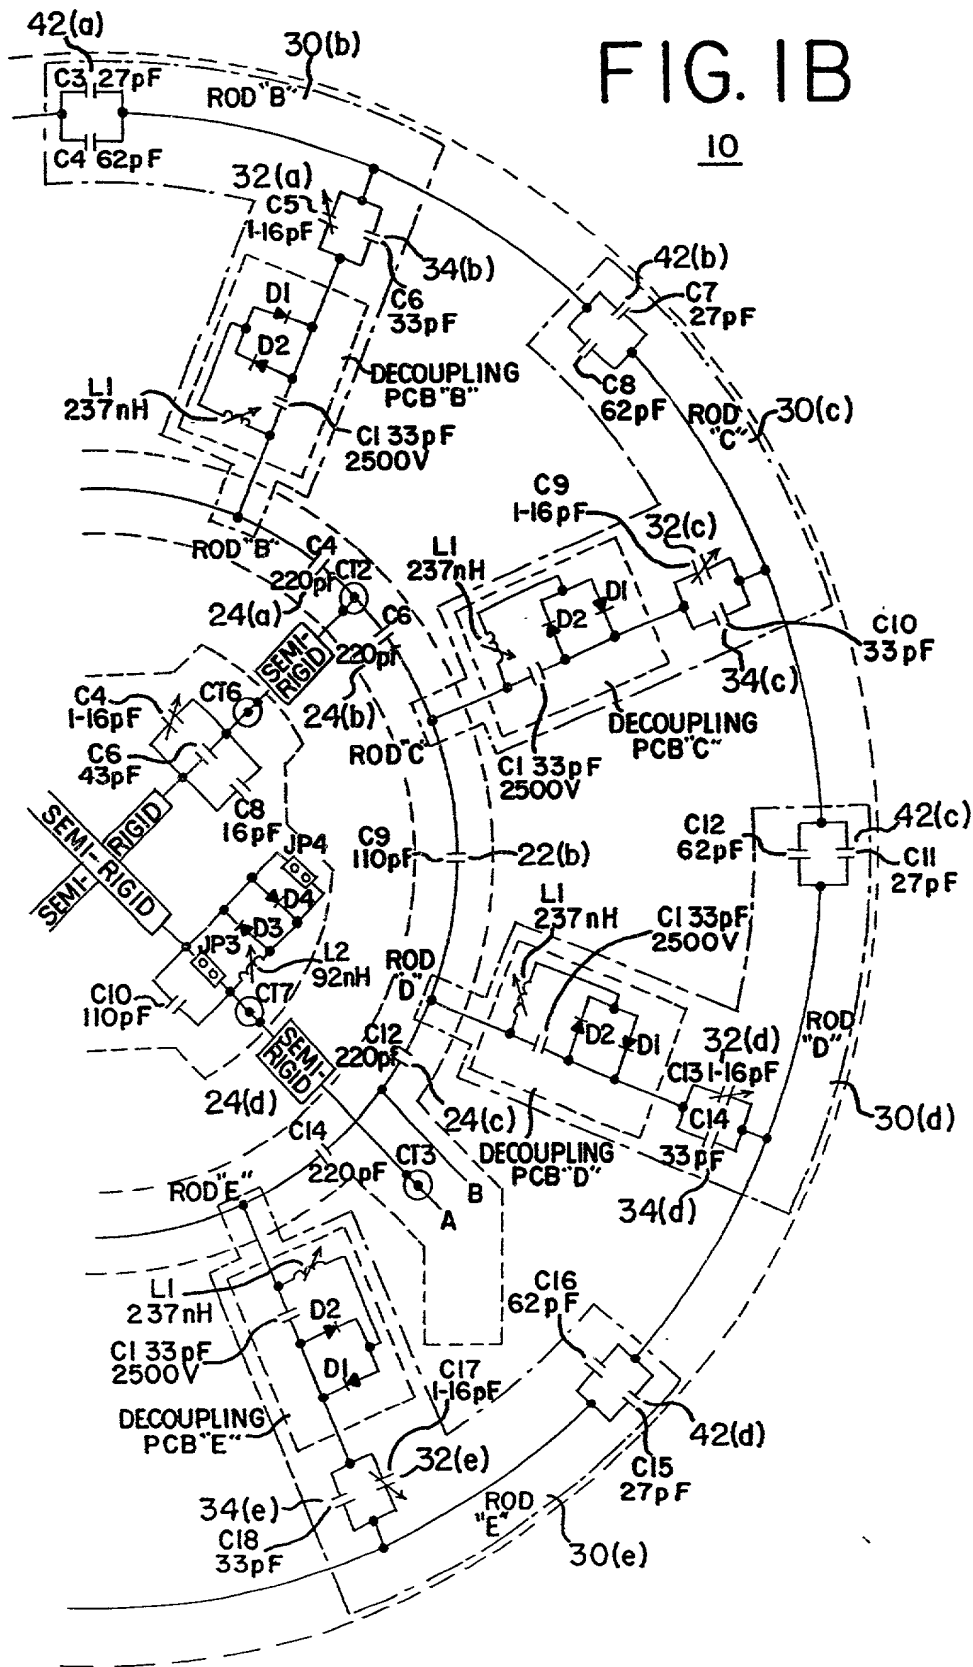 FIG. 1B
10
42(a)
30(b)
C3 27pF
ROD "B"
C4 62pF
32(a)
C5
1-16pF
34(b)
C6
33pF
D1
D2
DECOUPLING
PCB "B"
L1
237nH
C1 33pF
2500V
42(b)
C7
27pF
C8
62pF
ROD
"C"
30(c)
C9
1-16pF
32(c)
L1
237nH
D1
D2
C10
33pF
34(c)
DECOUPLING
PCB "C"
C1 33pF
2500V
ROD "B"
C4
220pf
CT2
24(a)
C6
220pf
SEMI-
RIGID
24(b)
ROD "C"
C4
1-16pF
CT6
C6
43pF
C8
16pF
SEMI-RIGID
SEMI-
RIGID
JP4
C9
110pF
22(b)
C12
62pF
42(c)
C11
27pF
D4
D3
JP3
L2
92nH
C10
110pF
CT7
SEMI-
RIGID
24(d)
L1
237nH
C1 33pF
2500V
ROD
"D"
D2
D1
C12
220pf
24(c)
32(d)
C13 1-16pF
C14
33pF
34(d)
ROD
"D"
30(d)
DECOUPLING
PCB "D"
C14
220pF
CT3
B
A
ROD "E"
L1
237nH
D2
D1
C1 33pF
2500V
C17
1-16pF
DECOUPLING
PCB "E"
32(e)
34(e)
C18
33pF
C16
62pF
42(d)
C15
27pF
ROD
"E"
30(e)